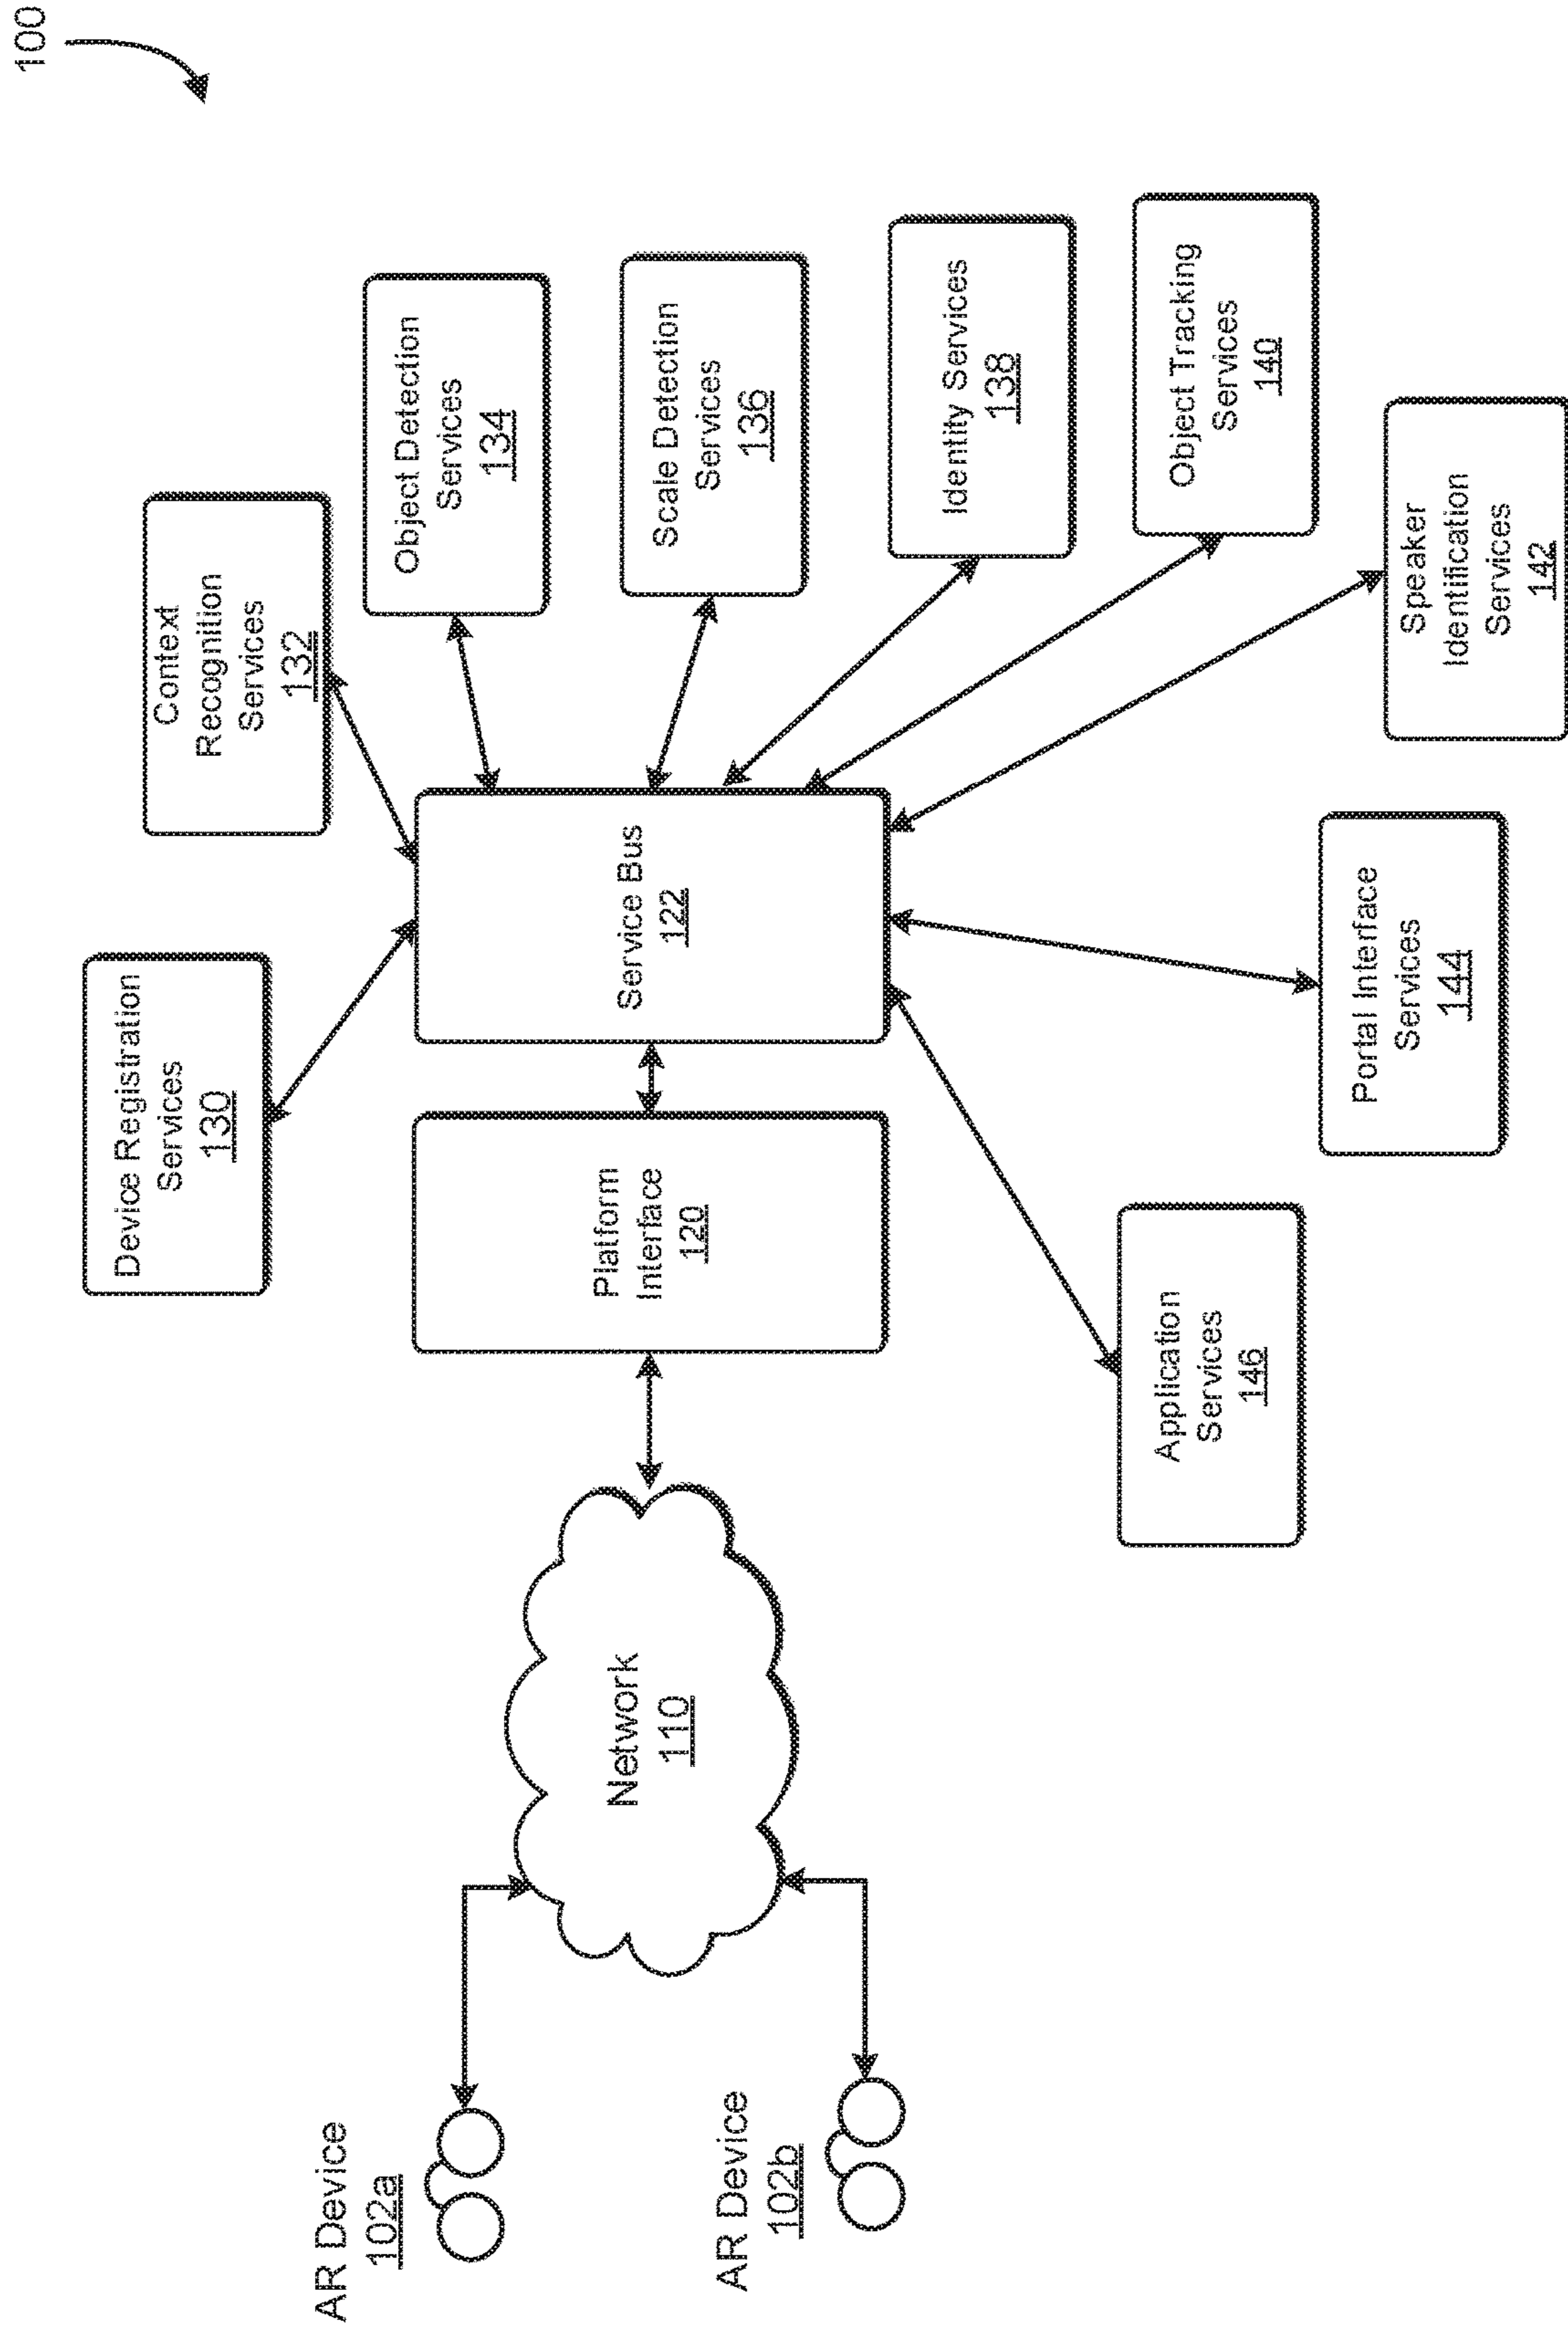 100
Device Registration
Services
130
Context
Recognition
Services
132
Object Detection
Services
134
Scale Detection
Services
136
Identity Services
138
Object Tracking
Services
140
Speaker
Identification
Services
142
Portal Interface
Services
144
Application
Services
146
Service Bus
122
Platform
Interface
120
Network
110
AR Device
102a
AR Device
102b